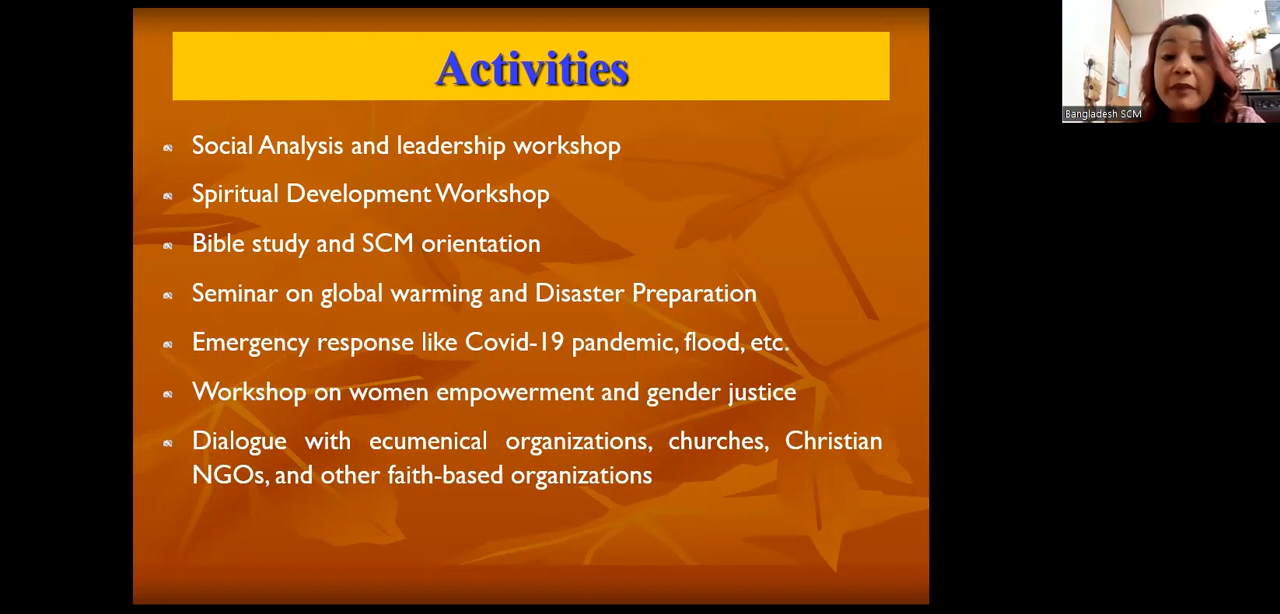 Activities
Social Analysis and leadership workshop
Spiritual Development Workshop
Bible study and SCM orientation
Seminar on global warming and Disaster Preparation
Emergency response like Covid-19 pandemic, flood, etc.
Workshop on women empowerment and gender justice
Dialogue with ecumenical organizations, churches, Christian
NGOs, and other faith-based organizations
Bangladesh SCM